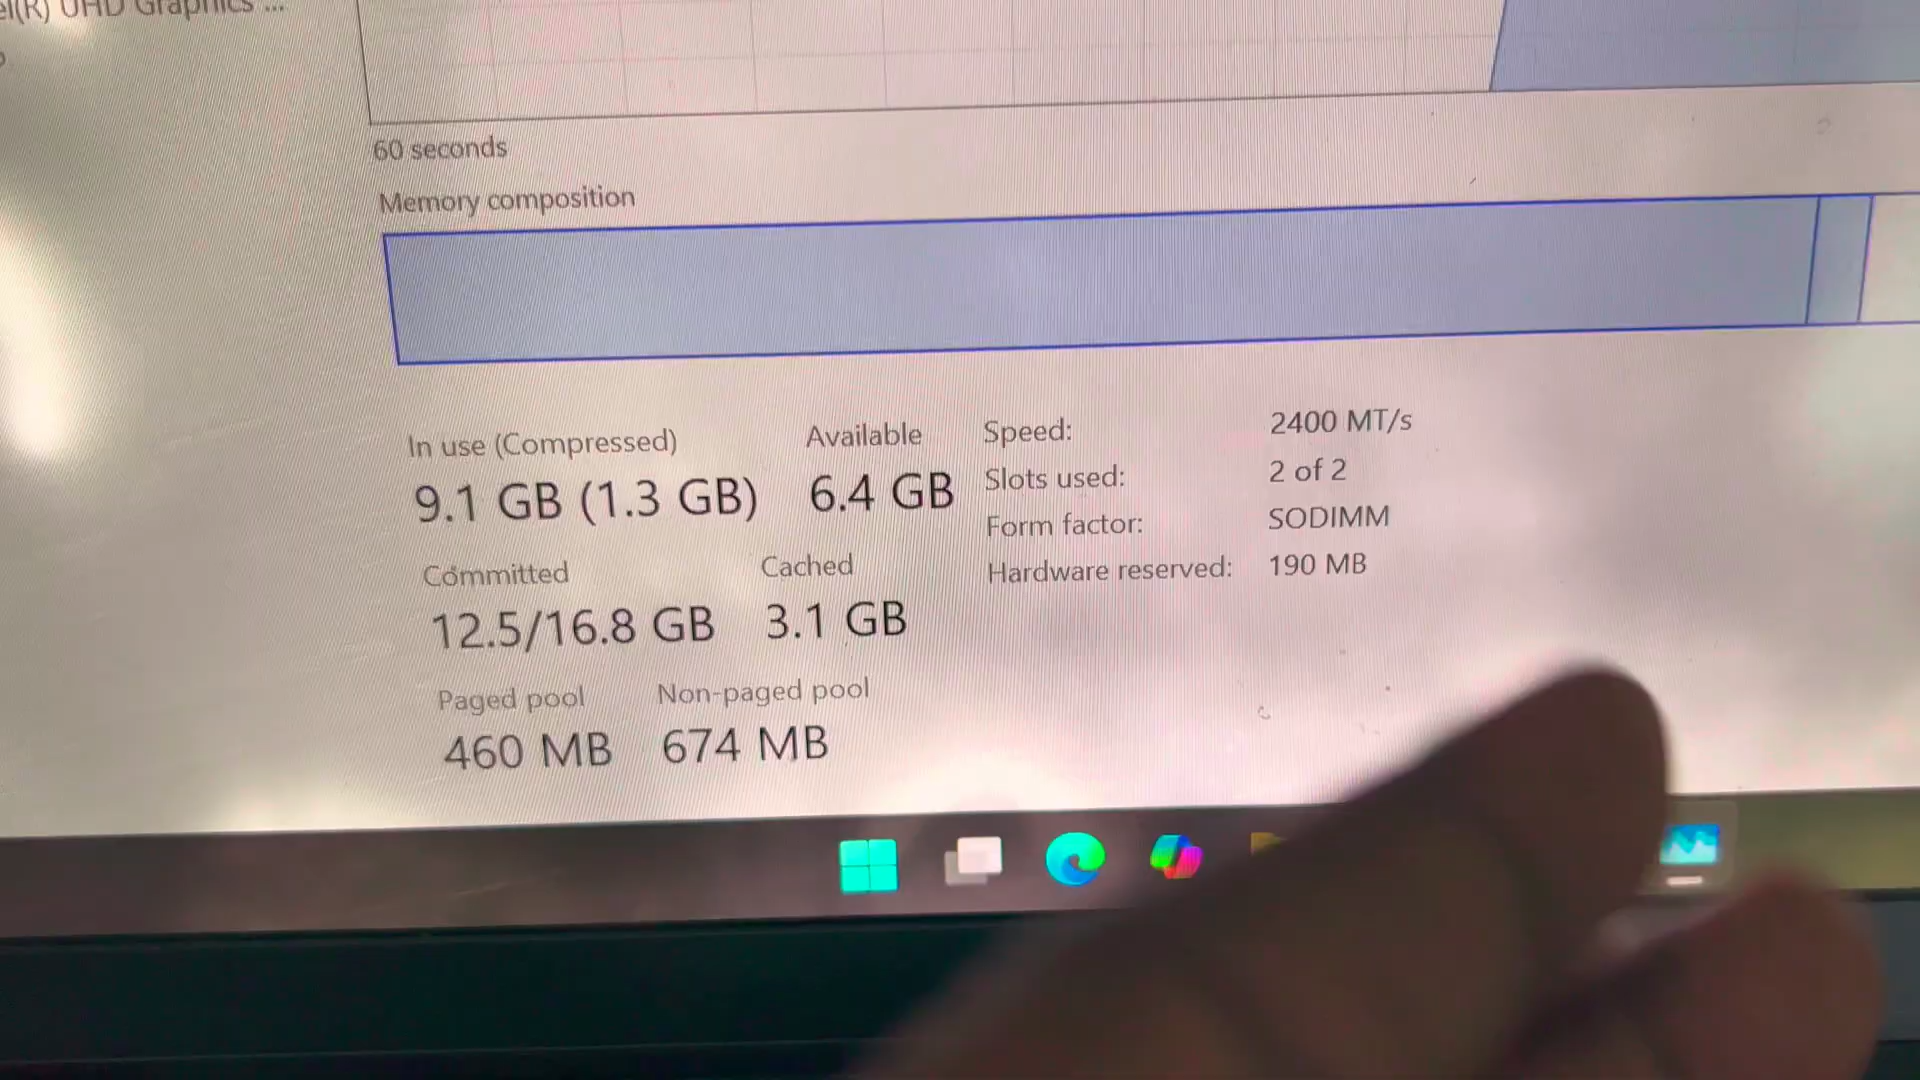 UHD Graphics ...
60 seconds
Memory composition
In use (Compressed) Available
9.1 GB (1.3 GB) 6.4 GB
Committed Cached
12.5/16.8 GB 3.1 GB
Paged pool Non-paged pool
460 MB 674 MB
Speed: 2400 MT/s
Slots used: 2 of 2
Form factor: SODIMM
Hardware reserved: 190 MB